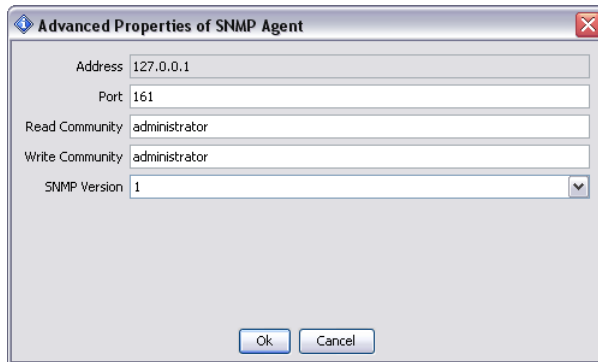 Advanced Properties of SNMP Agent
Address 127.0.0.1
Port 161
Read Community administrator
Write Community administrator
SNMP Version 1
Ok Cancel